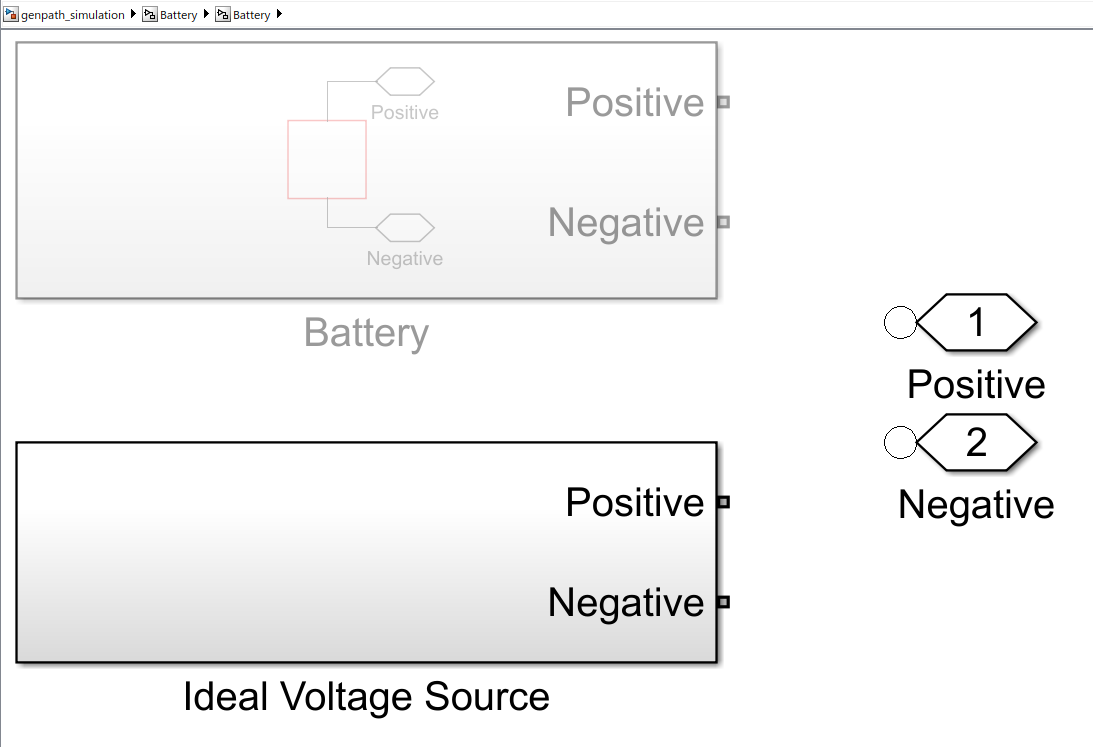 genpath_simulation Battery Battery
Positive
Positive
Negative
Negative
Battery
1
Positive
2
Negative
Positive
Negative
Ideal Voltage Source